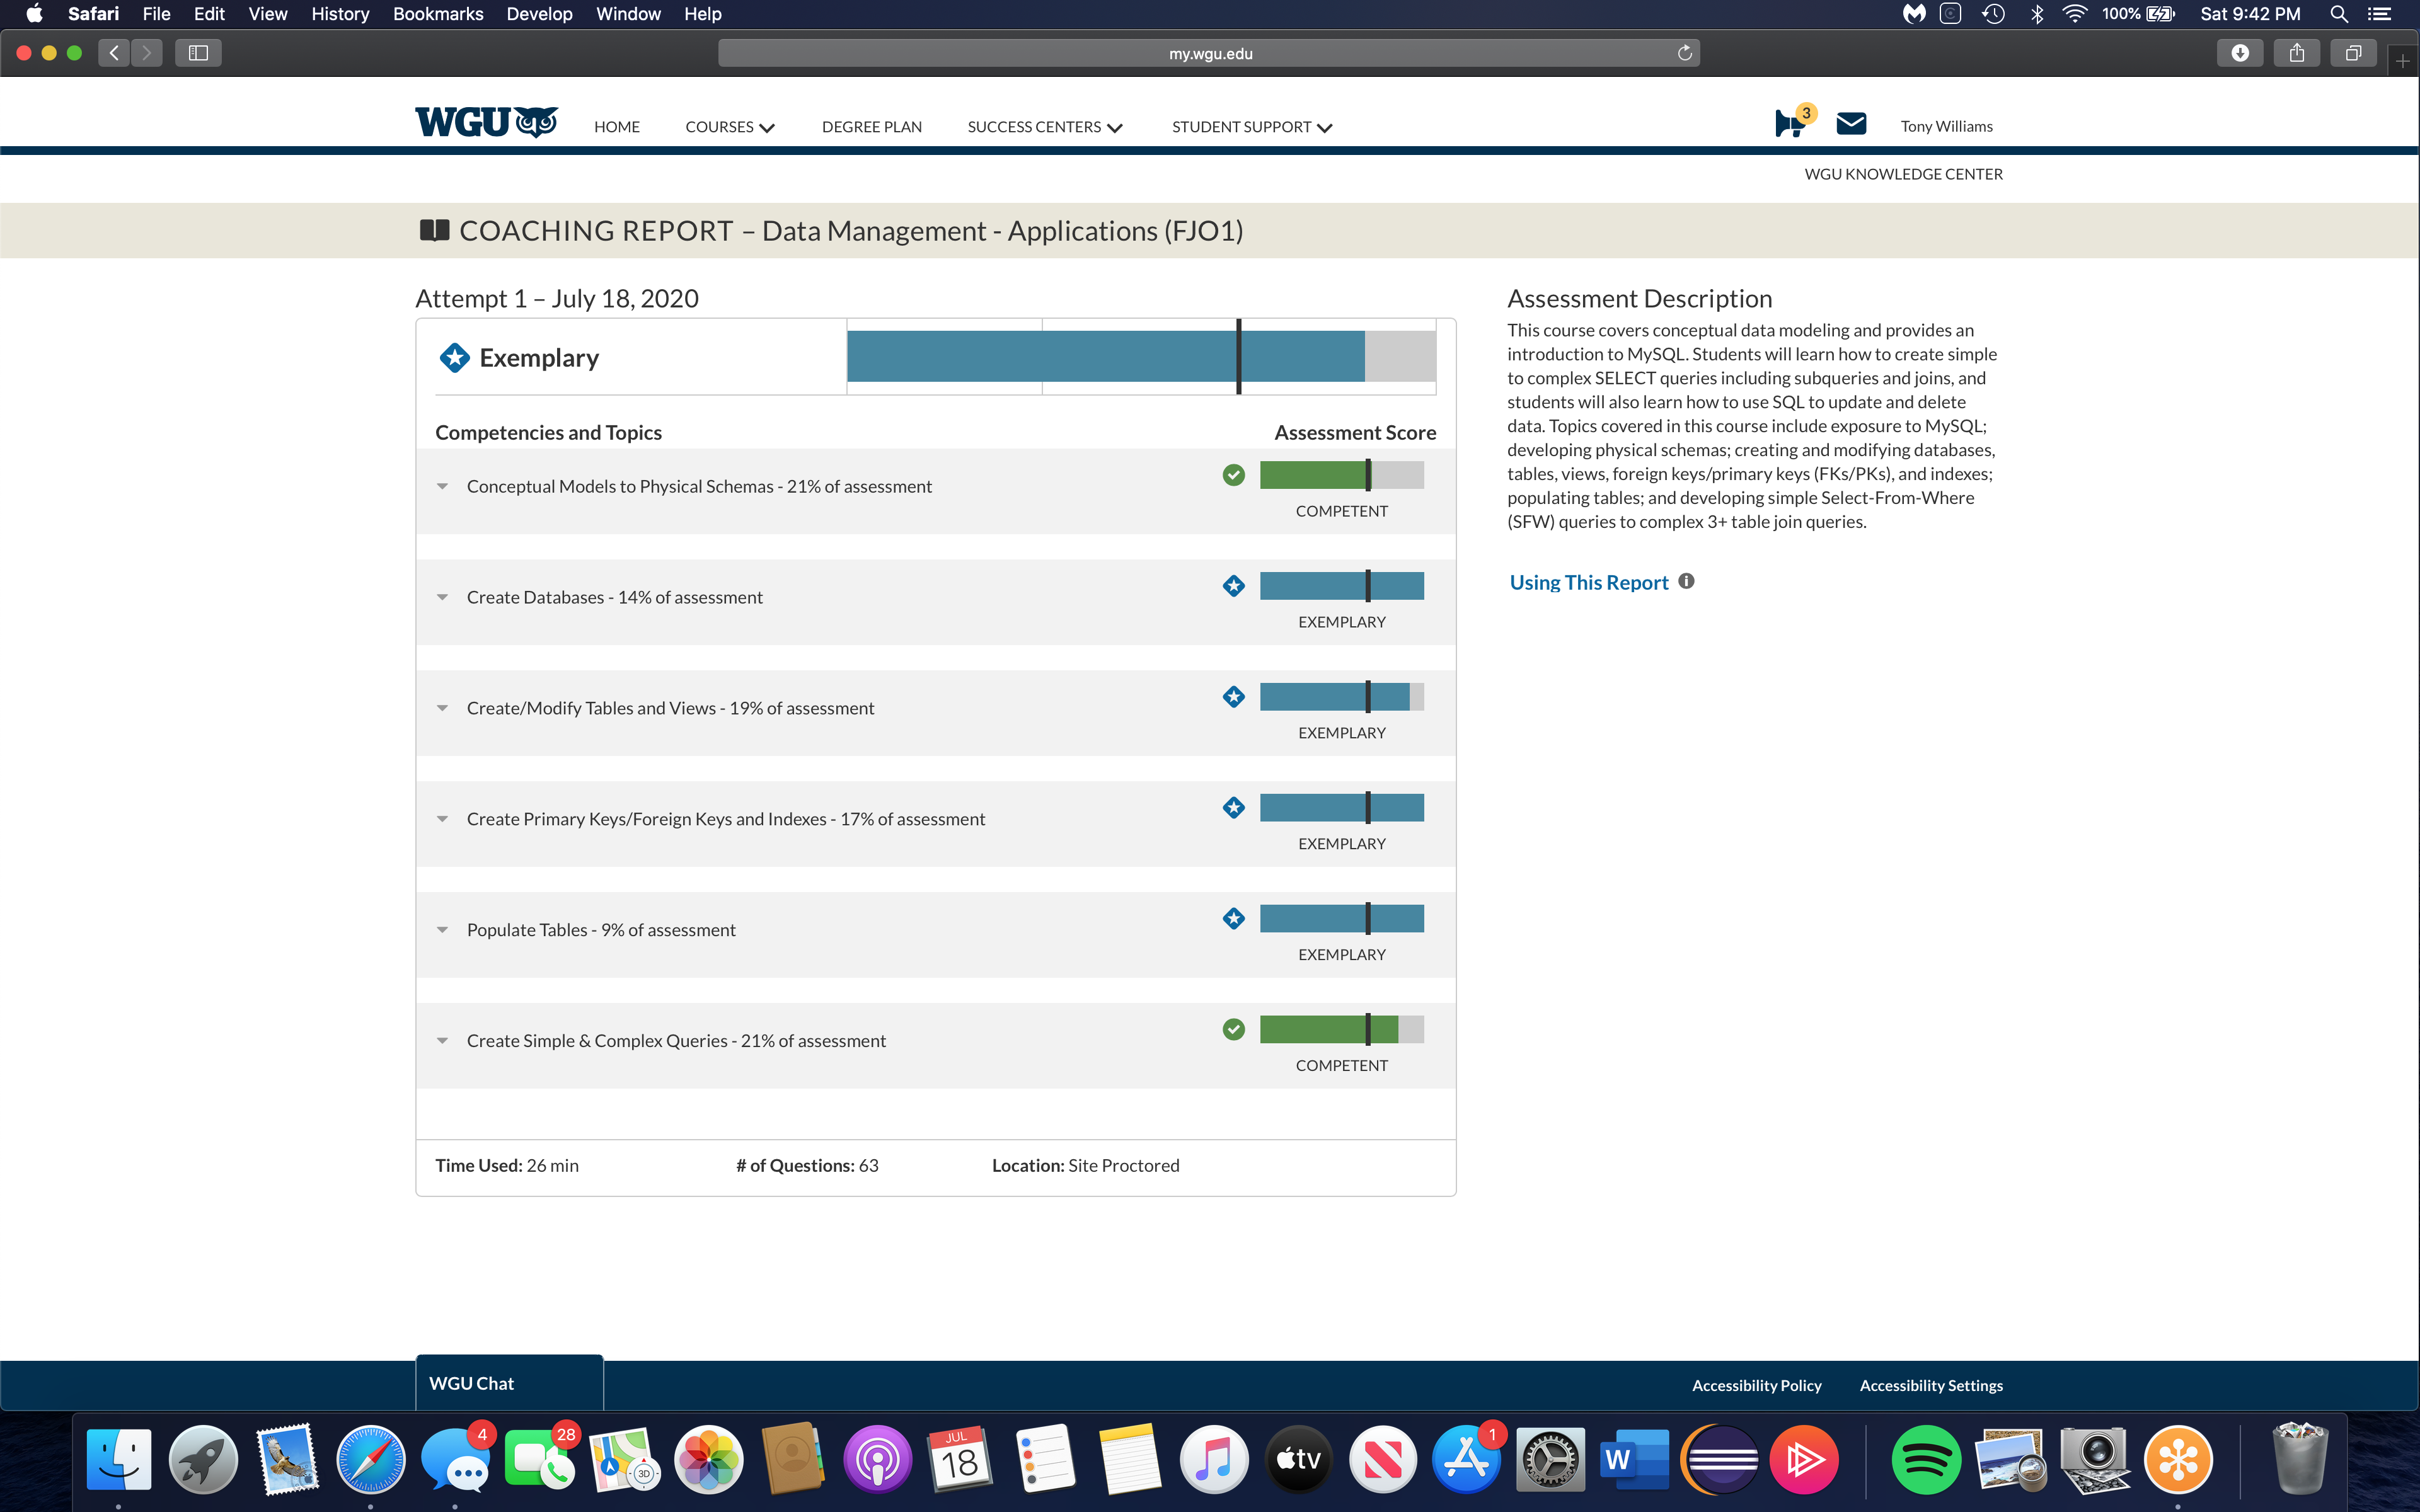 Safari File Edit View History Bookmarks Develop Window Help 100% Sat 9:42 PM
my.wgu.edu
WGU HOME COURSES DEGREE PLAN SUCCESS CENTERS STUDENT SUPPORT 3 Tony Williams
WGU KNOWLEDGE CENTER
COACHING REPORT – Data Management - Applications (FJO1)
Attempt 1 – July 18, 2020
Exemplary
Competencies and Topics Assessment Score
Conceptual Models to Physical Schemas - 21% of assessment
COMPETENT
Create Databases - 14% of assessment
EXEMPLARY
Create/Modify Tables and Views - 19% of assessment
EXEMPLARY
Create Primary Keys/Foreign Keys and Indexes - 17% of assessment
EXEMPLARY
Populate Tables - 9% of assessment
EXEMPLARY
Create Simple & Complex Queries - 21% of assessment
COMPETENT
Time Used: 26 min # of Questions: 63 Location: Site Proctored
Assessment Description
This course covers conceptual data modeling and provides an
introduction to MySQL. Students will learn how to create simple
to complex SELECT queries including subqueries and joins, and
students will also learn how to use SQL to update and delete
data. Topics covered in this course include exposure to MySQL;
developing physical schemas; creating and modifying databases,
tables, views, foreign keys/primary keys (FKs/PKs), and indexes;
populating tables; and developing simple Select-From-Where
(SFW) queries to complex 3+ table join queries.
Using This Report
WGU Chat Accessibility Policy Accessibility Settings
4 28 3D JUL 18 tv 1 W